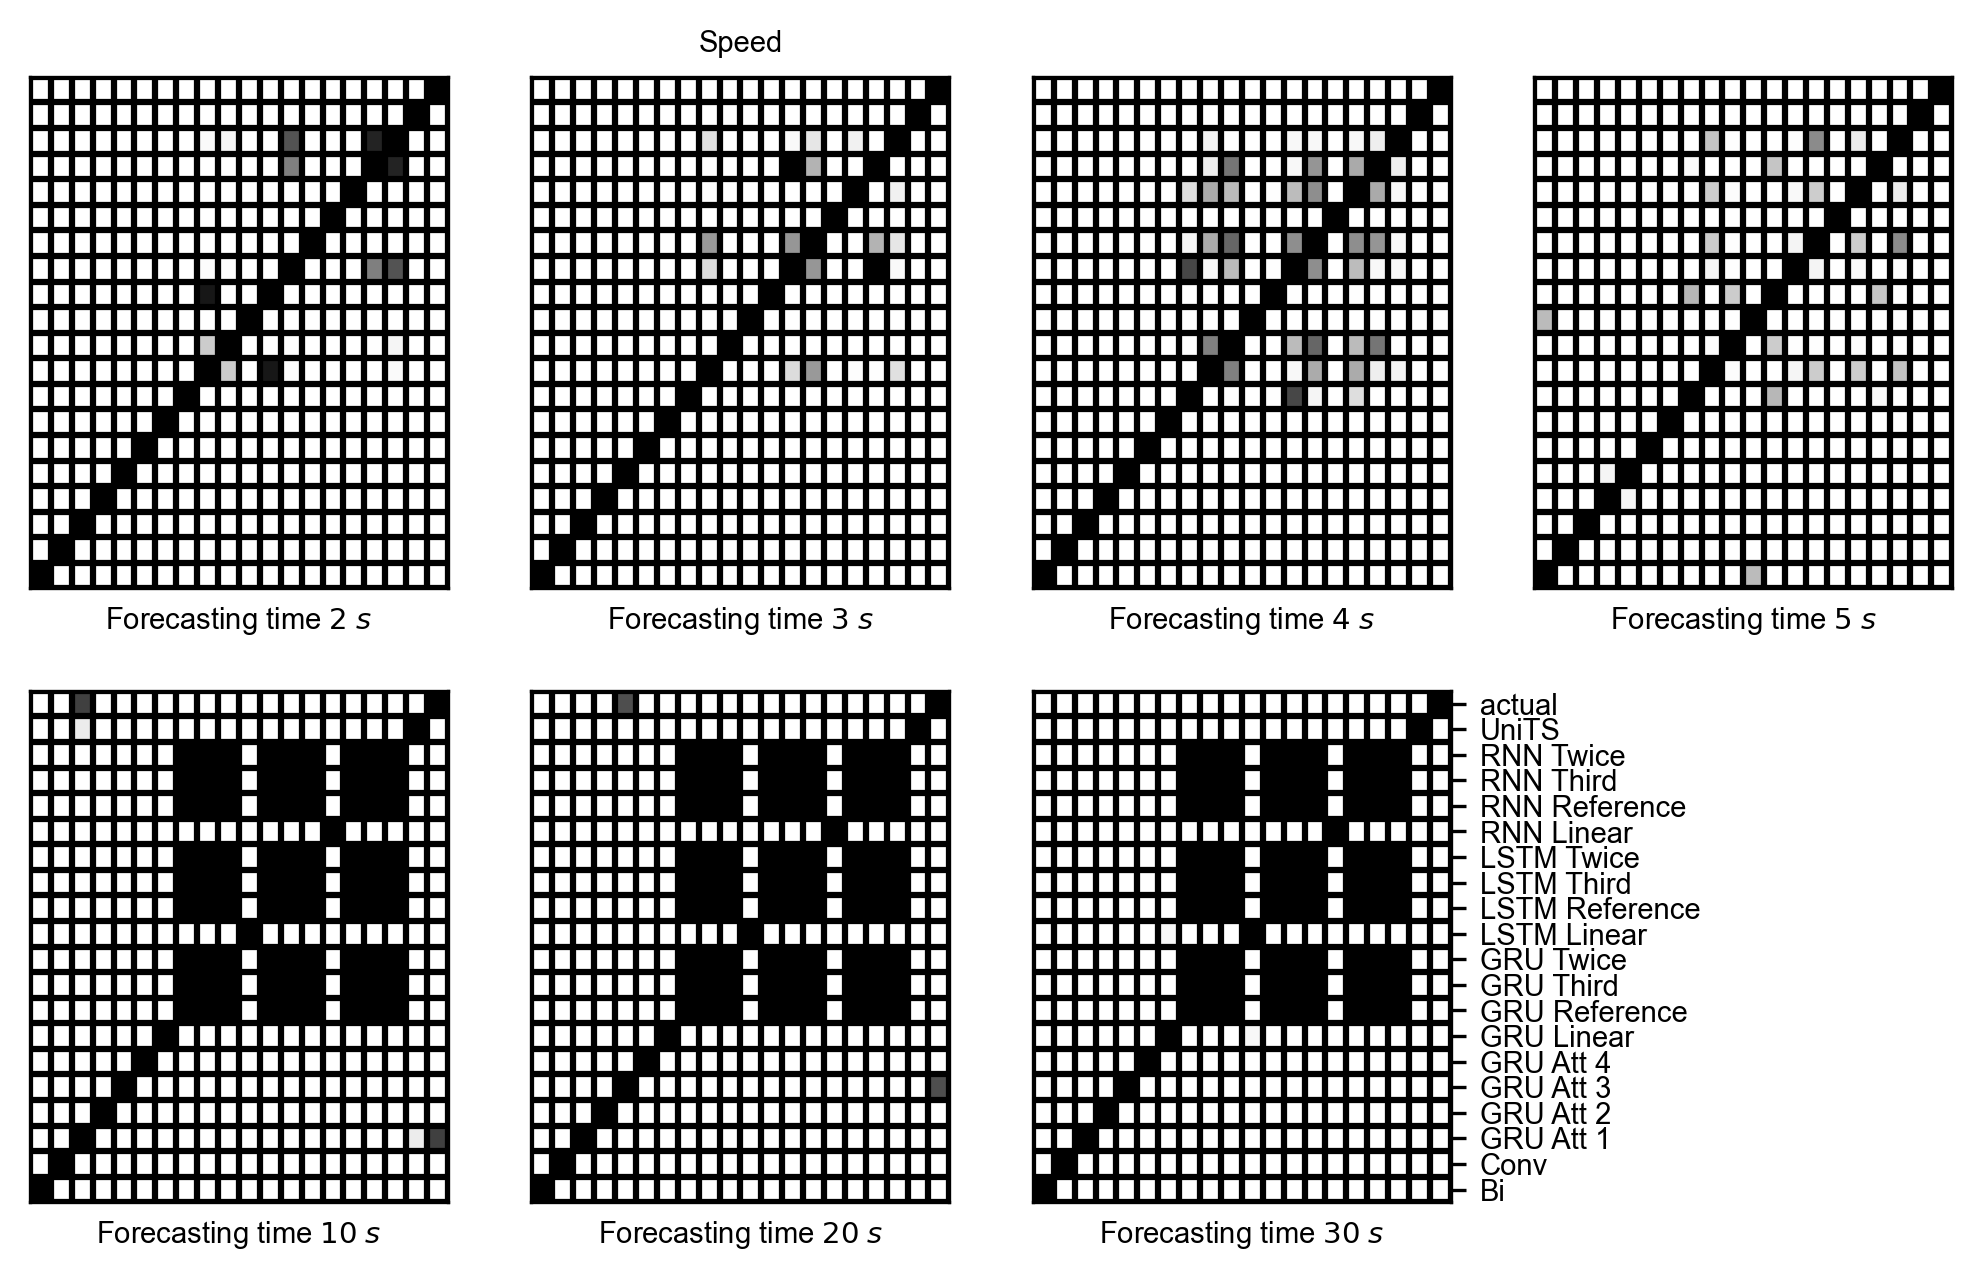 Speed
Forecasting time 2 s
Forecasting time 3 s
Forecasting time 4 s
Forecasting time 5 s
actual
UniTS
RNN Twice
RNN Third
RNN Reference
RNN Linear
LSTM Twice
LSTM Third
LSTM Reference
LSTM Linear
GRU Twice
GRU Third
GRU Reference
GRU Linear
GRU Att 4
GRU Att 3
GRU Att 2
GRU Att 1
Conv
Bi
Forecasting time 10 s
Forecasting time 20 s
Forecasting time 30 s